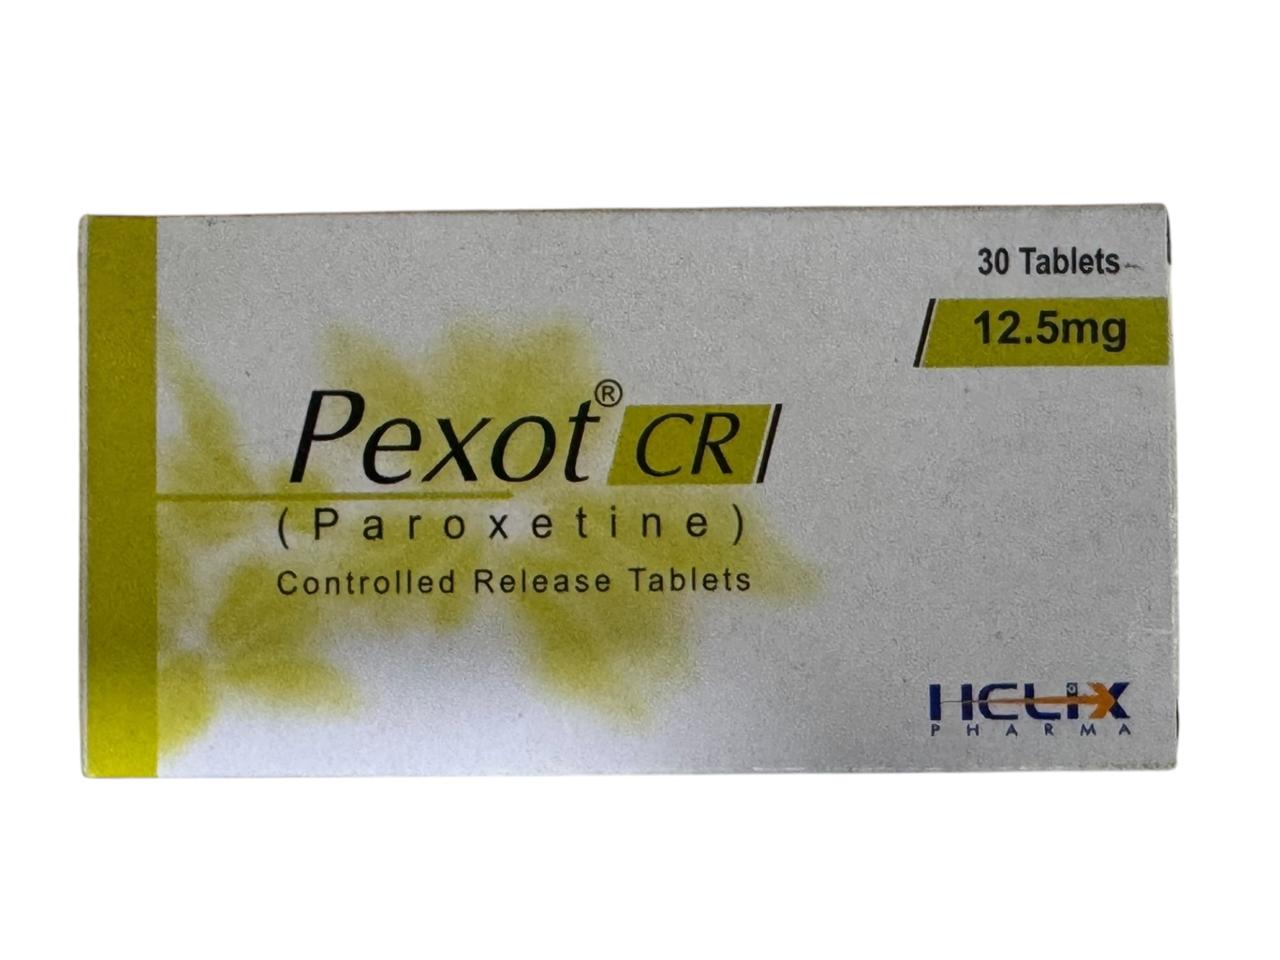 30 Tablets
12.5mg
Pexot® CR
(Paroxetine)
Controlled Release Tablets
HELIX
PHARMA